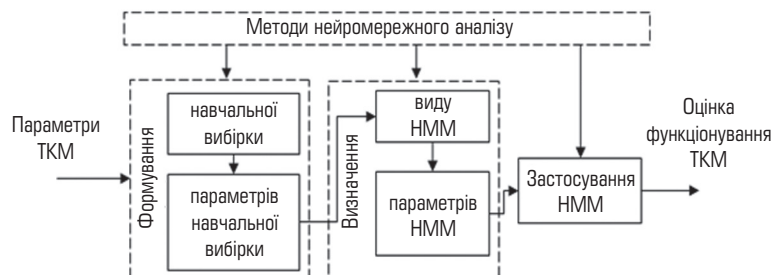 Методи нейромережного аналізу
Параметри
ТКМ
Формування
навчальної
вибірки
параметрів
навчальної
вибірки
Визначення
виду
НММ
параметрів
НММ
Застосування
НММ
Оцінка
функціонування
ТКМ